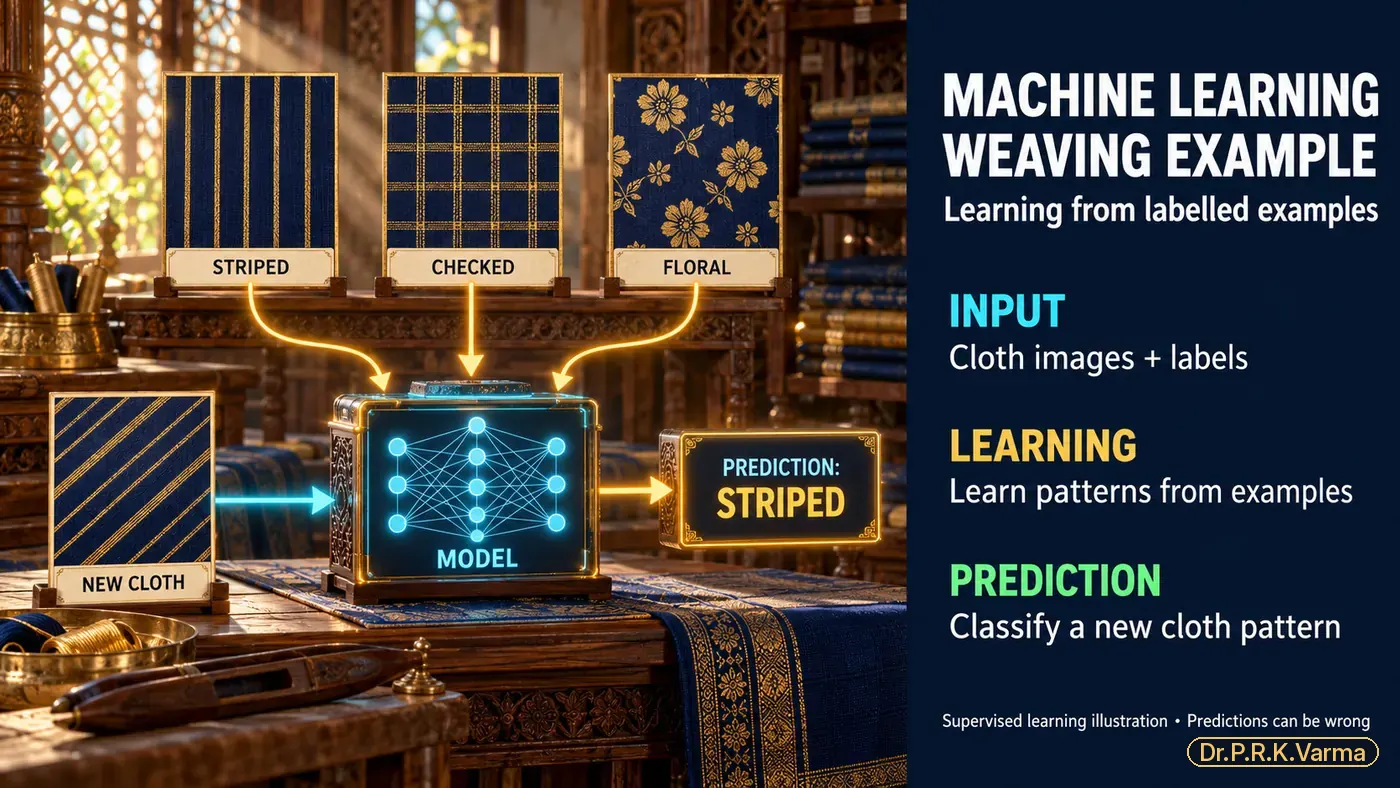 STRIPED
CHECKED
FLORAL
NEW CLOTH
MODEL
PREDICTION:
STRIPED
MACHINE LEARNING
WEAVING EXAMPLE
Learning from labelled examples
INPUT
Cloth images + labels
LEARNING
Learn patterns from examples
PREDICTION
Classify a new cloth pattern
Supervised learning illustration • Predictions can be wrong
Dr.P.R.K.Varma